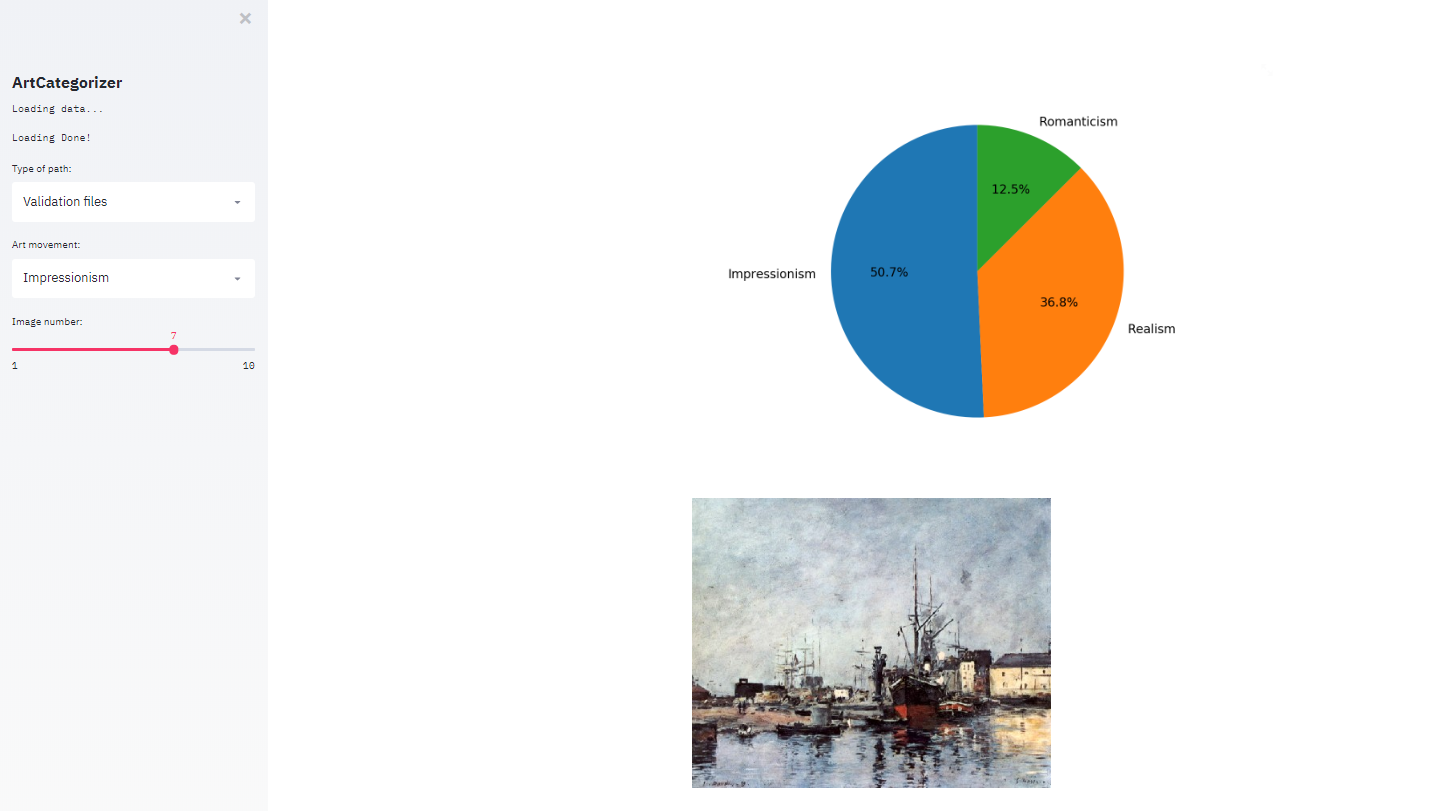 ArtCategorizer
Loading data...
Loading Done!
Type of path:
Validation files
Art movement:
Impressionism
Image number:
7
1
10
Romanticism
12.5%
Impressionism
50.7%
36.8%
Realism